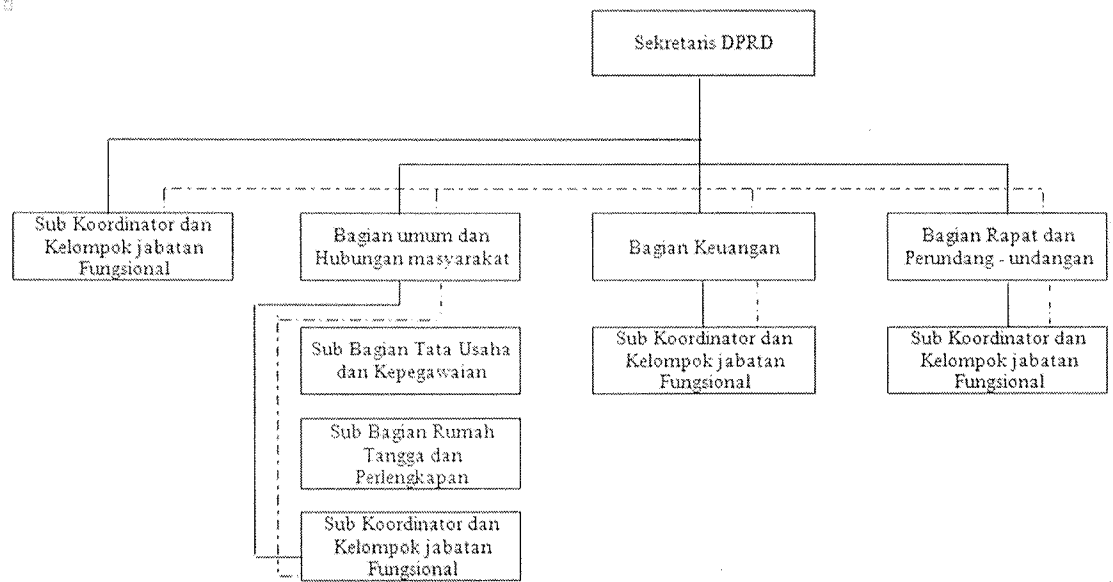 Sekretaris DPRD
Sub Koordinator dan
Kelompok jabatan
Fungsional
Bagian umum dan
Hubungan masyarakat
Bagian Keuangan
Bagian Rapat dan
Perundang - undangan
Sub Bagian Tata Usaha
dan Kepegawaian
Sub Bagian Rumah
Tangga dan
Perlengkapan
Sub Koordinator dan
Kelompok jabatan
Fungsional
Sub Koordinator dan
Kelompok jabatan
Fungsional
Sub Koordinator dan
Kelompok jabatan
Fungsional